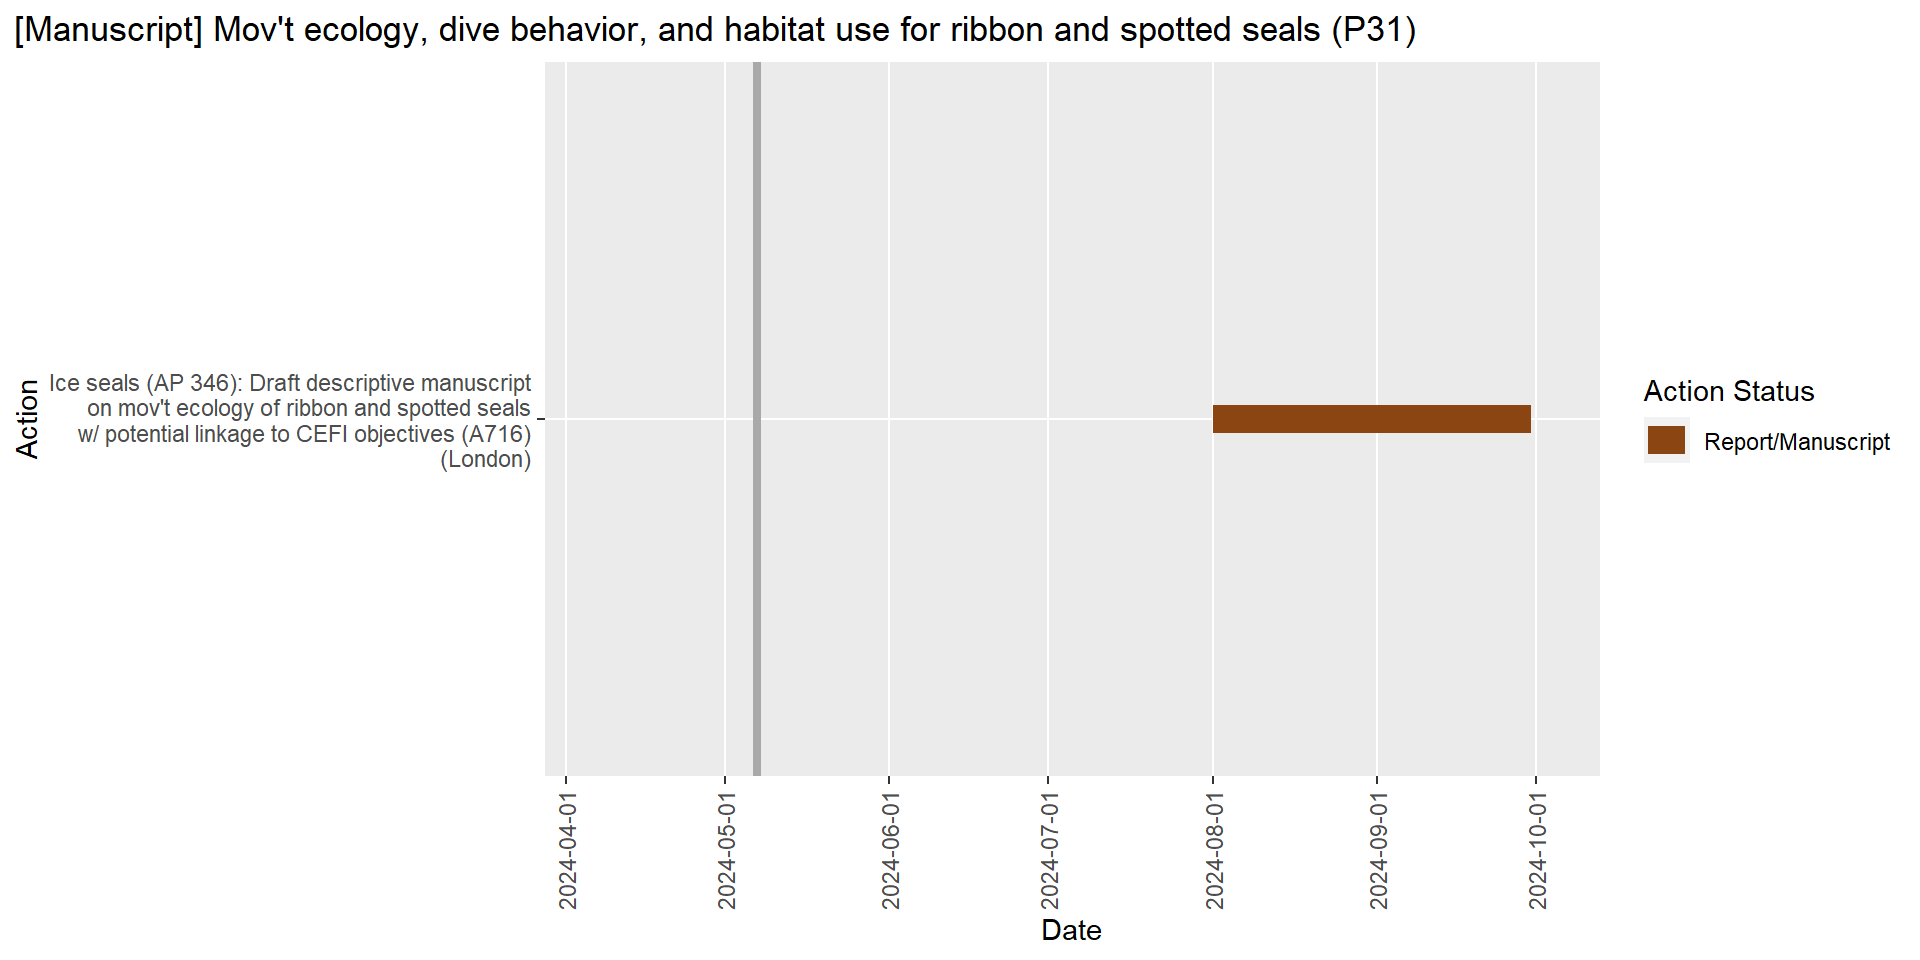 [Manuscript] Mov't ecology, dive behavior, and habitat use for ribbon and spotted seals (P31)
Action
Ice seals (AP 346): Draft descriptive manuscript
on mov't ecology of ribbon and spotted seals
w/ potential linkage to CEFI objectives (A716)
(London)
Action Status
Report/Manuscript
2024-04-01
2024-05-01
2024-06-01
2024-07-01
2024-08-01
2024-09-01
2024-10-01
Date